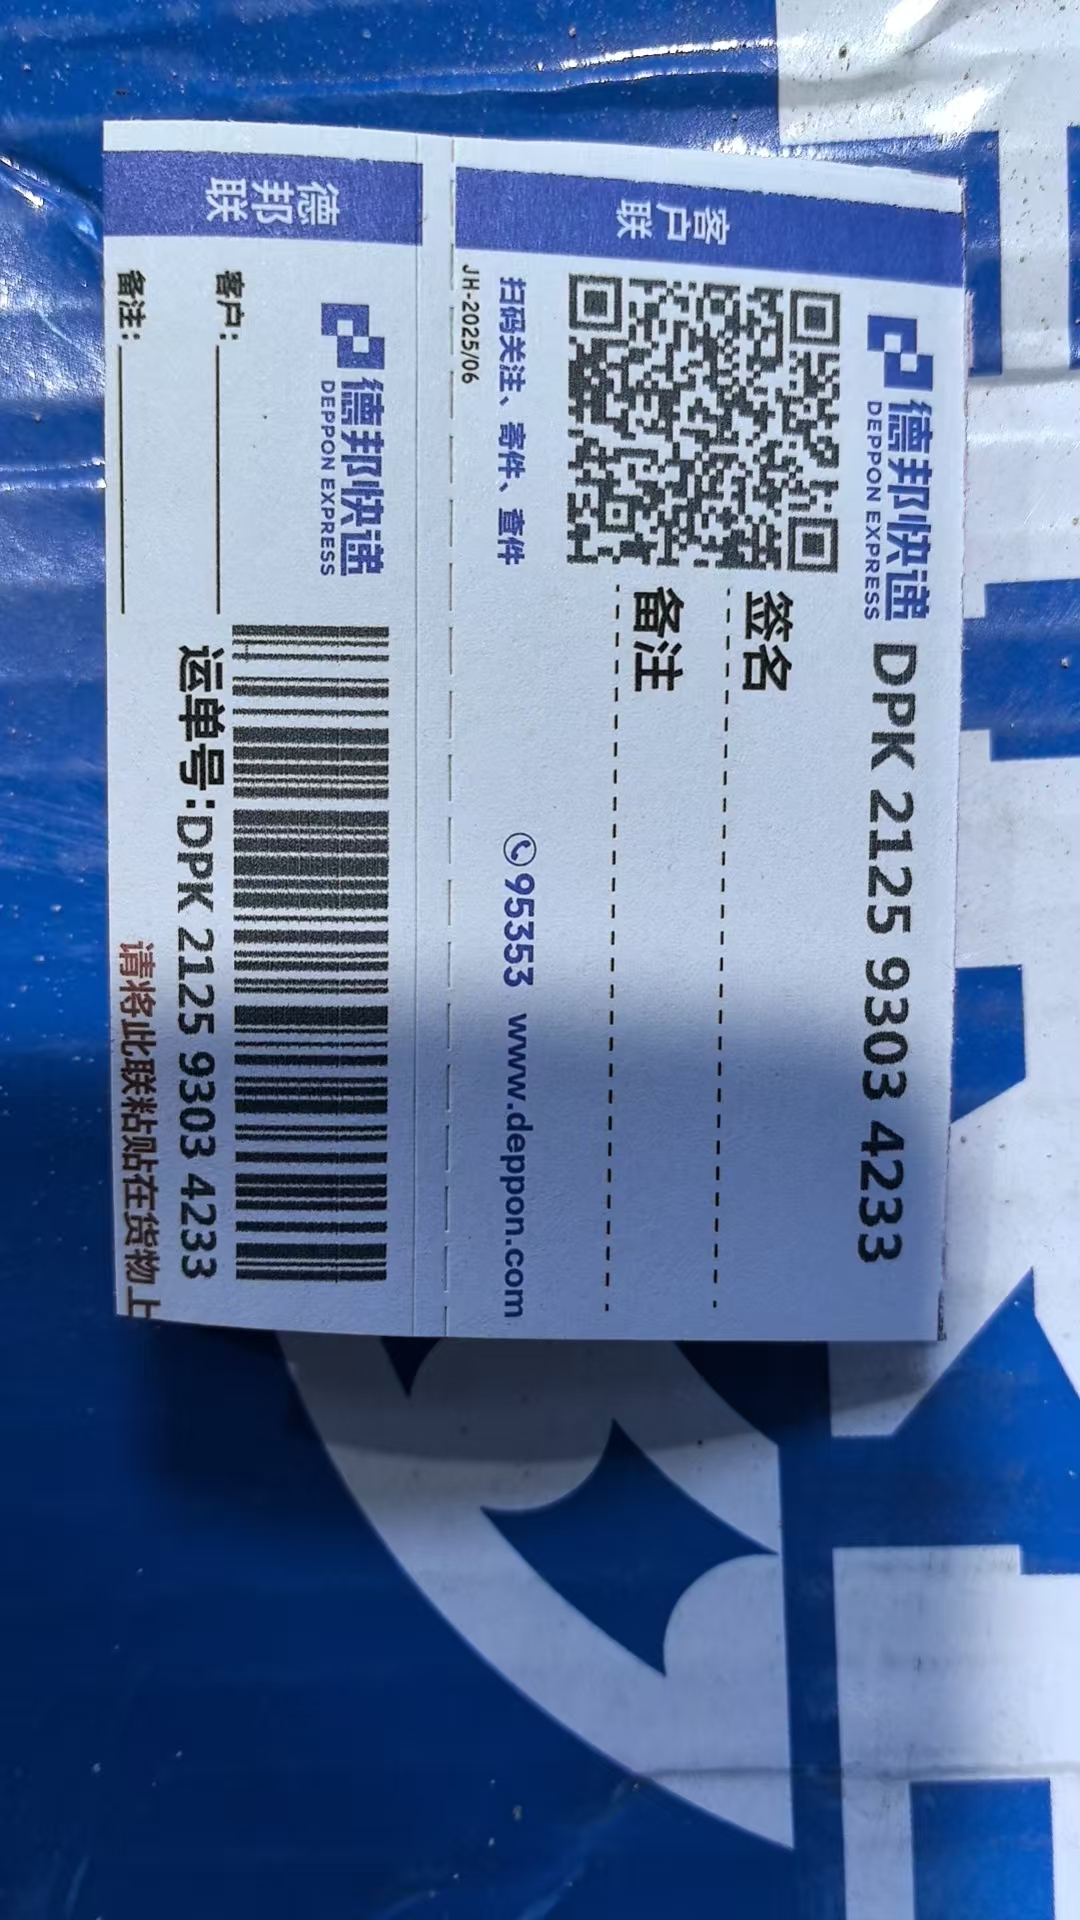 客户联
德邦快递
DEPPON EXPRESS
DPK 2125 9303 4233
签名
备注
扫码关注、寄件、查件
95353 www.deppon.com
JH-2025/06
德邦联
德邦快递
DEPPON EXPRESS
客户:
运单号:DPK 2125 9303 4233
备注:
请将此联粘贴在货物上